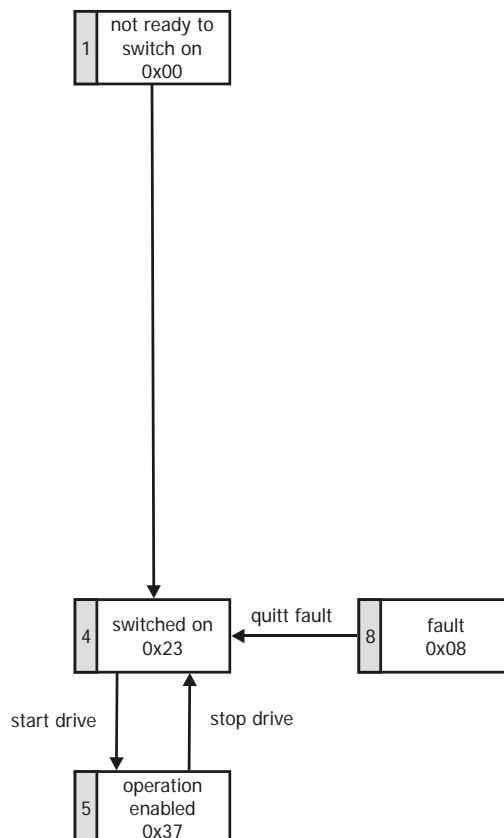 1
not ready to
switch on
0x00
4
switched on
0x23
quitt fault
8
fault
0x08
start drive
stop drive
5
operation
enabled
0x37